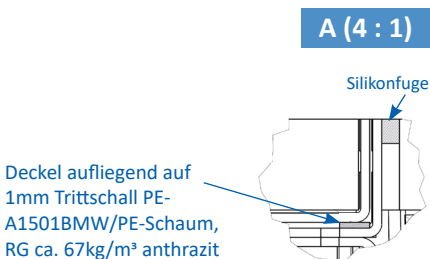 A (4 : 1)
Silikonfuge
Deckel aufliegend auf
1mm Trittschall PE-
A1501BMW/PE-Schaum,
RG ca. 67kg/m³ anthrazit